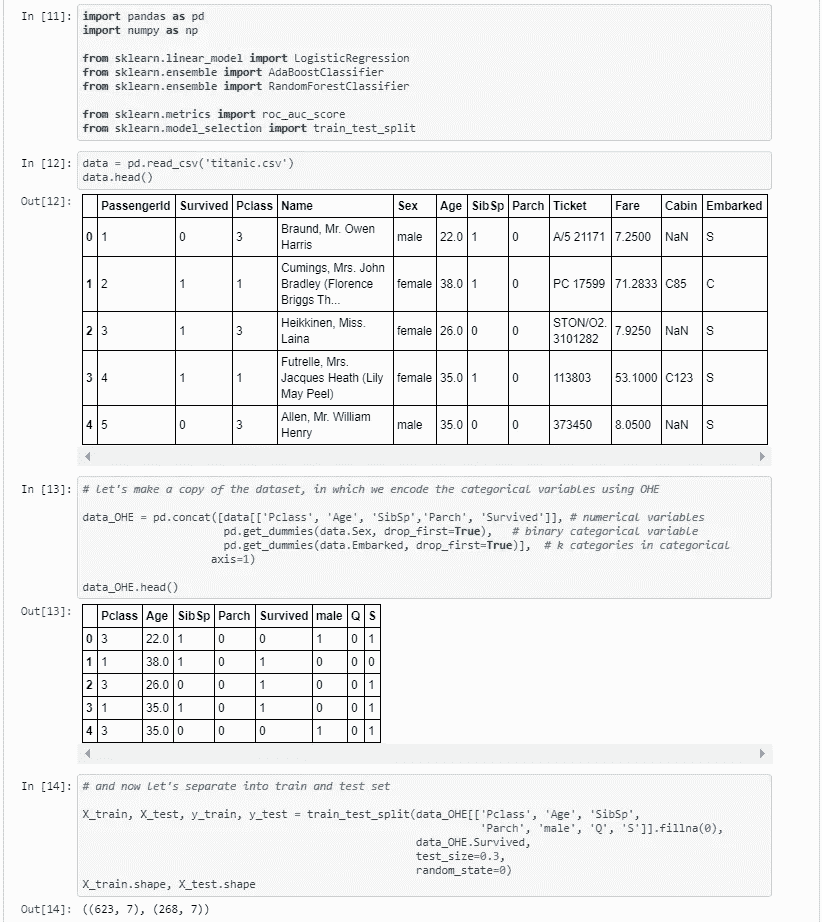 In [11]: import pandas as pd
import numpy as np
from sklearn.linear_model import LogisticRegression
from sklearn.ensemble import AdaBoostClassifier
from sklearn.ensemble import RandomForestClassifier
from sklearn.metrics import roc_auc_score
from sklearn.model_selection import train_test_split
In [12]: data = pd.read_csv('titanic.csv')
data.head()
Out[12]:
PassengerId Survived Pclass Name Sex Age SibSp Parch Ticket Fare Cabin Embarked
0 1 0 3 Braund, Mr. Owen Harris male 22.0 1 0 A/5 21171 7.2500 NaN S
1 2 1 1 Cumings, Mrs. John Bradley (Florence Briggs Th... female 38.0 1 0 PC 17599 71.2833 C85 C
2 3 1 3 Heikkinen, Miss. Laina female 26.0 0 0 STON/O2. 3101282 7.9250 NaN S
3 4 1 1 Futrelle, Mrs. Jacques Heath (Lily May Peel) female 35.0 1 0 113803 53.1000 C123 S
4 5 0 3 Allen, Mr. William Henry male 35.0 0 0 373450 8.0500 NaN S
In [13]: # let's make a copy of the dataset, in which we encode the categorical variables using OHE
data_OHE = pd.concat([data[['Pclass', 'Age', 'SibSp','Parch', 'Survived']], # numerical variables
pd.get_dummies(data.Sex, drop_first=True), # binary categorical variable
pd.get_dummies(data.Embarked, drop_first=True)], # k categories in categorical
axis=1)
data_OHE.head()
Out[13]:
Pclass Age SibSp Parch Survived male Q S
0 3 22.0 1 0 0 1 0 1
1 1 38.0 1 0 1 0 0 0
2 3 26.0 0 0 1 0 0 1
3 1 35.0 1 0 1 0 0 1
4 3 35.0 0 0 0 1 0 1
In [14]: # and now let's separate into train and test set
X_train, X_test, y_train, y_test = train_test_split(data_OHE[['Pclass', 'Age', 'SibSp',
'Parch', 'male', 'Q', 'S']].fillna(0),
data_OHE.Survived,
test_size=0.3,
random_state=0)
X_train.shape, X_test.shape
Out[14]: ((623, 7), (268, 7))